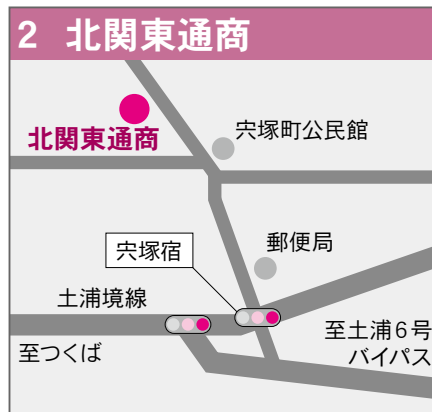 2 北関東通商
北関東通商
宍塚町公民館
宍塚宿
郵便局
土浦境線
至つくば
至土浦6号
バイパス